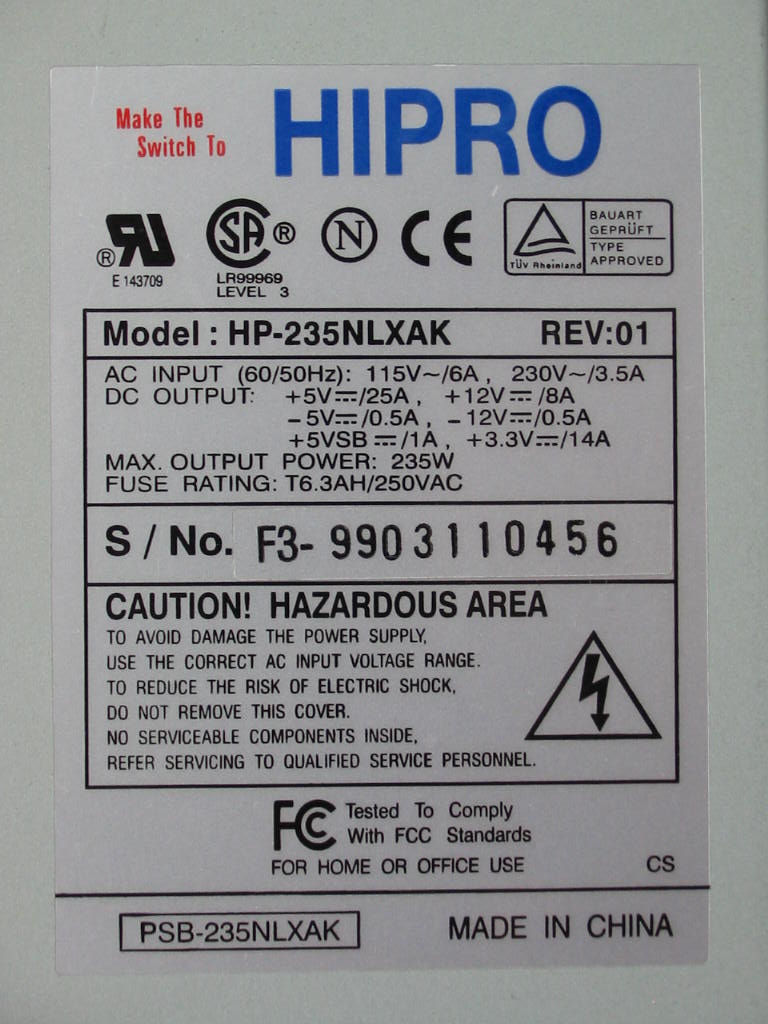 Make The
Switch To
HIPRO
® RU
E 143709
SA ®
LR99969
LEVEL 3
N
CE
TÜV Rheinland
BAUART
GEPRÜFT
TYPE
APPROVED
Model : HP-235NLXAK REV:01
AC INPUT (60/50Hz): 115V~/6A , 230V~/3.5A
DC OUTPUT: +5V⎓/25A , +12V⎓/8A
–5V⎓/0.5A , –12V⎓/0.5A
+5VSB⎓/1A , +3.3V⎓/14A
MAX. OUTPUT POWER: 235W
FUSE RATING: T6.3AH/250VAC
S / No. F3- 9903110456
CAUTION! HAZARDOUS AREA
TO AVOID DAMAGE THE POWER SUPPLY,
USE THE CORRECT AC INPUT VOLTAGE RANGE.
TO REDUCE THE RISK OF ELECTRIC SHOCK,
DO NOT REMOVE THIS COVER.
NO SERVICEABLE COMPONENTS INSIDE,
REFER SERVICING TO QUALIFIED SERVICE PERSONNEL.
FC Tested To Comply
With FCC Standards
FOR HOME OR OFFICE USE CS
PSB-235NLXAK MADE IN CHINA